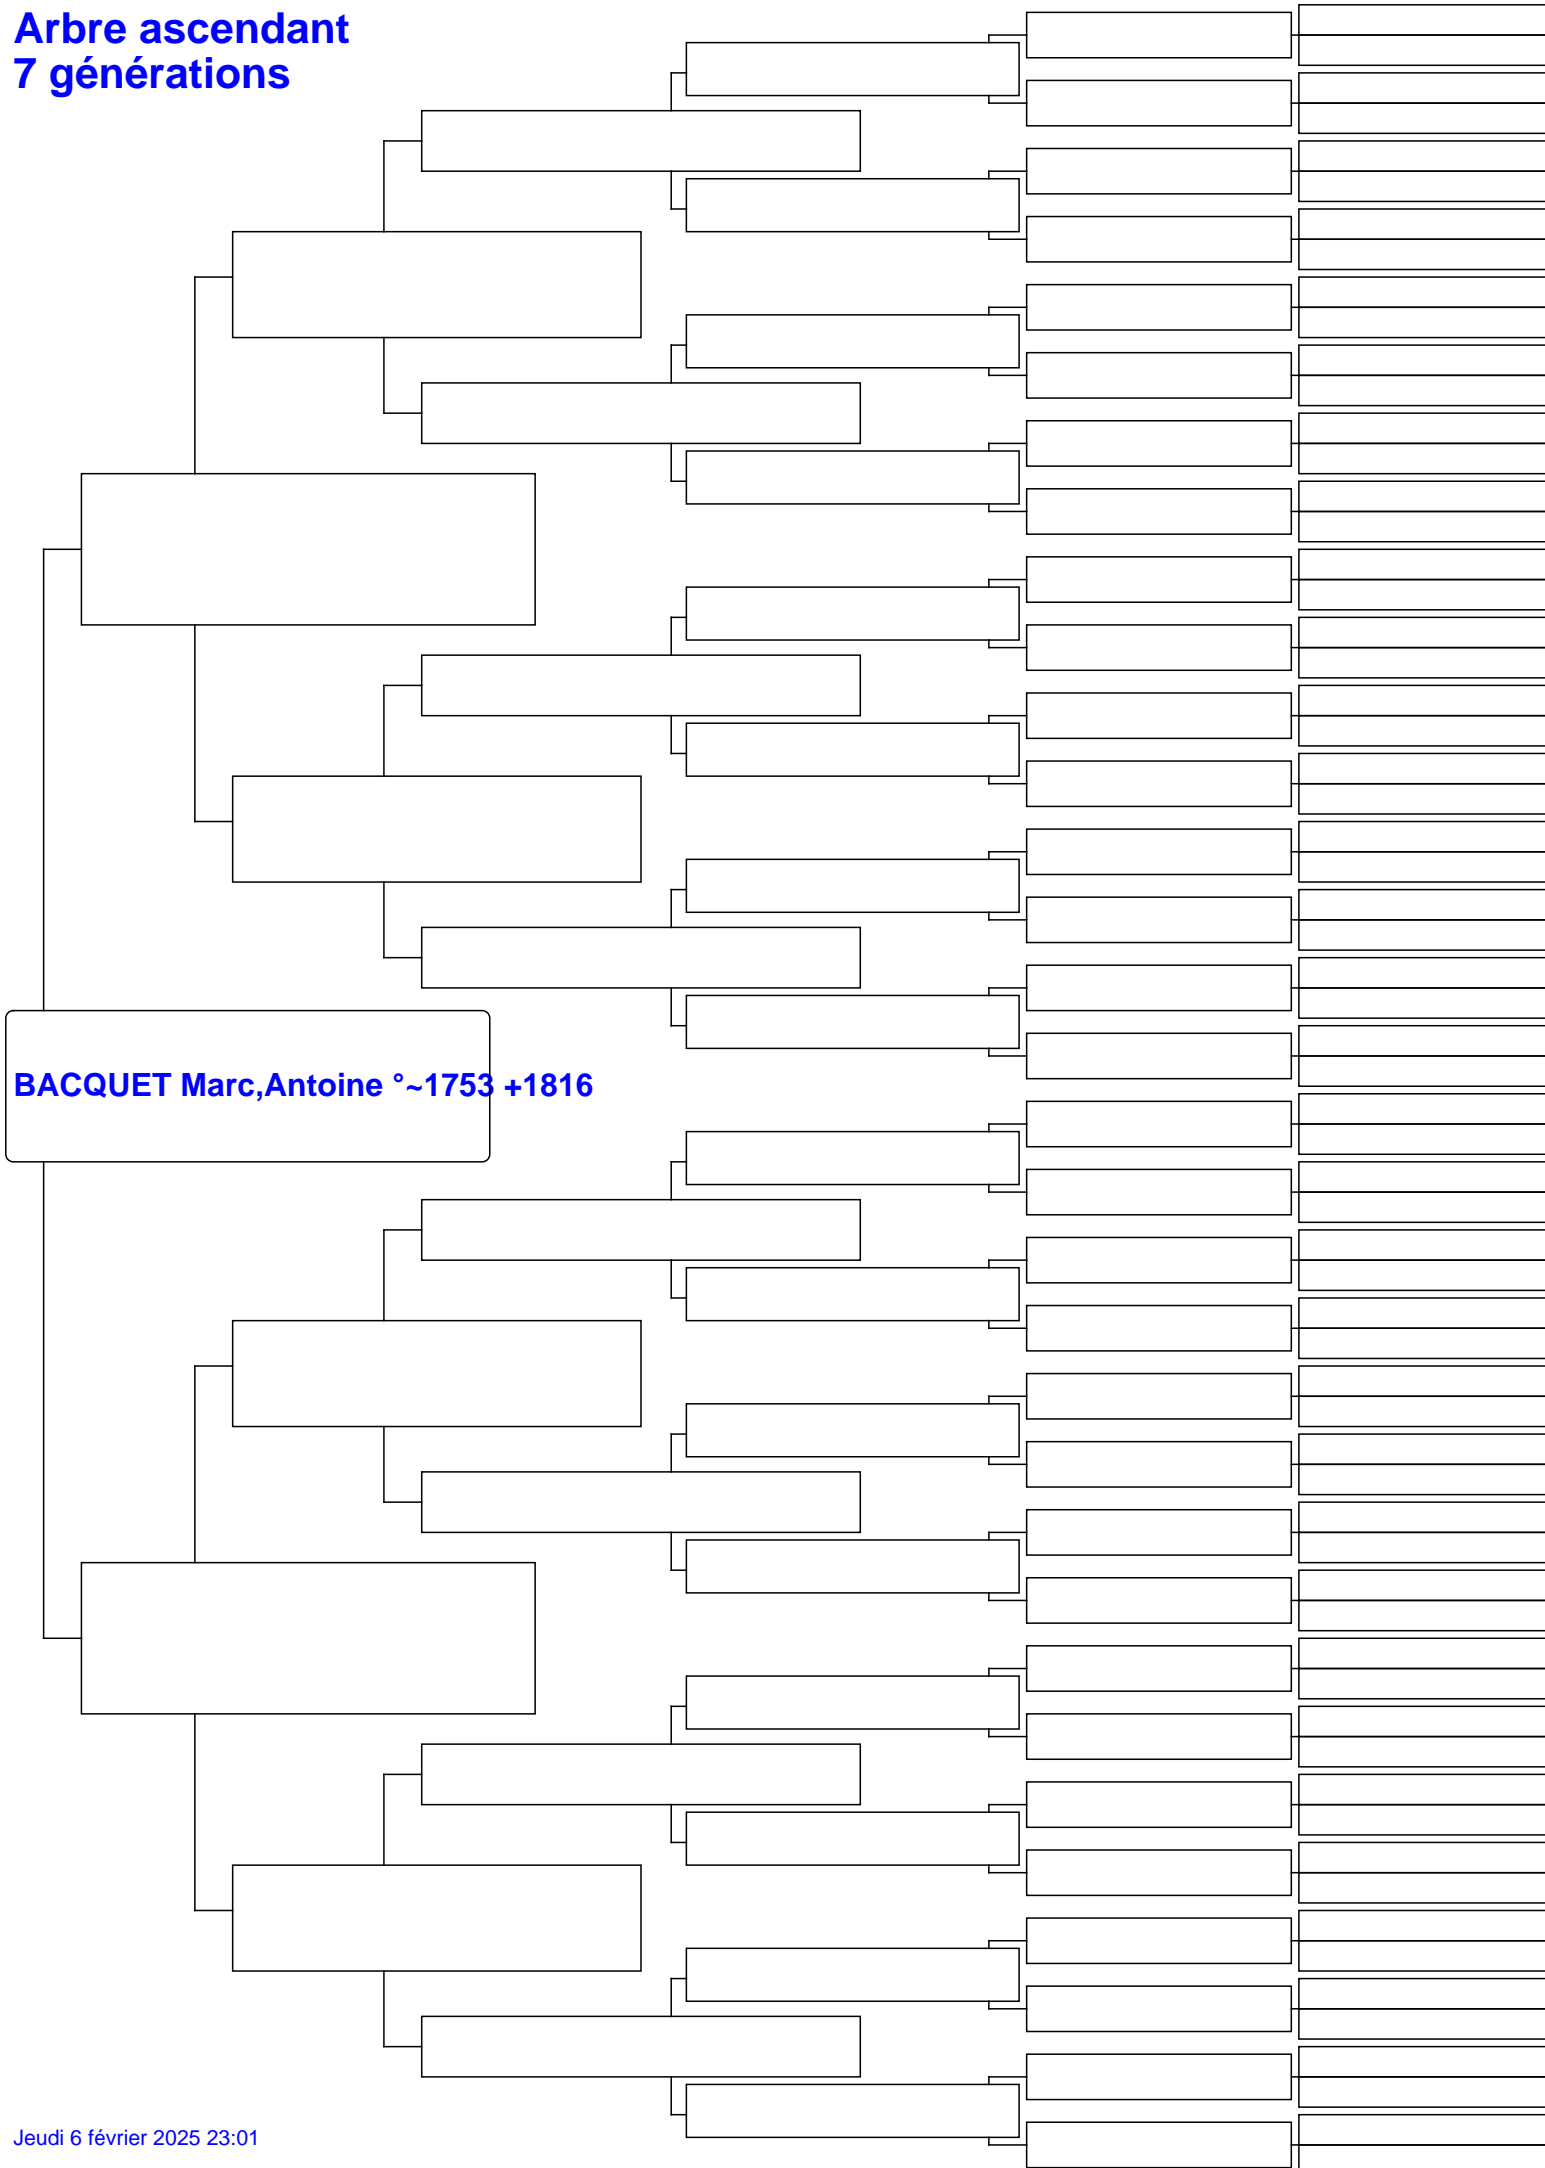 Arbre ascendant
7 générations
BACQUET Marc,Antoine °~1753 +1816
Jeudi 6 février 2025 23:01